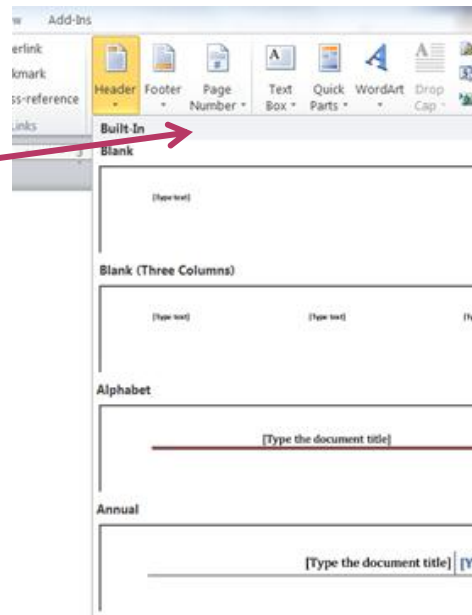 Add-Ins
erlink
kmark
ss-reference
Header Footer Page Number Text Box Quick Parts WordArt Drop Cap
Links
Built-In
Blank
[Type text]
Blank (Three Columns)
[Type text] [Type text]
Alphabet
[Type the document title]
Annual
[Type the document title] [Y